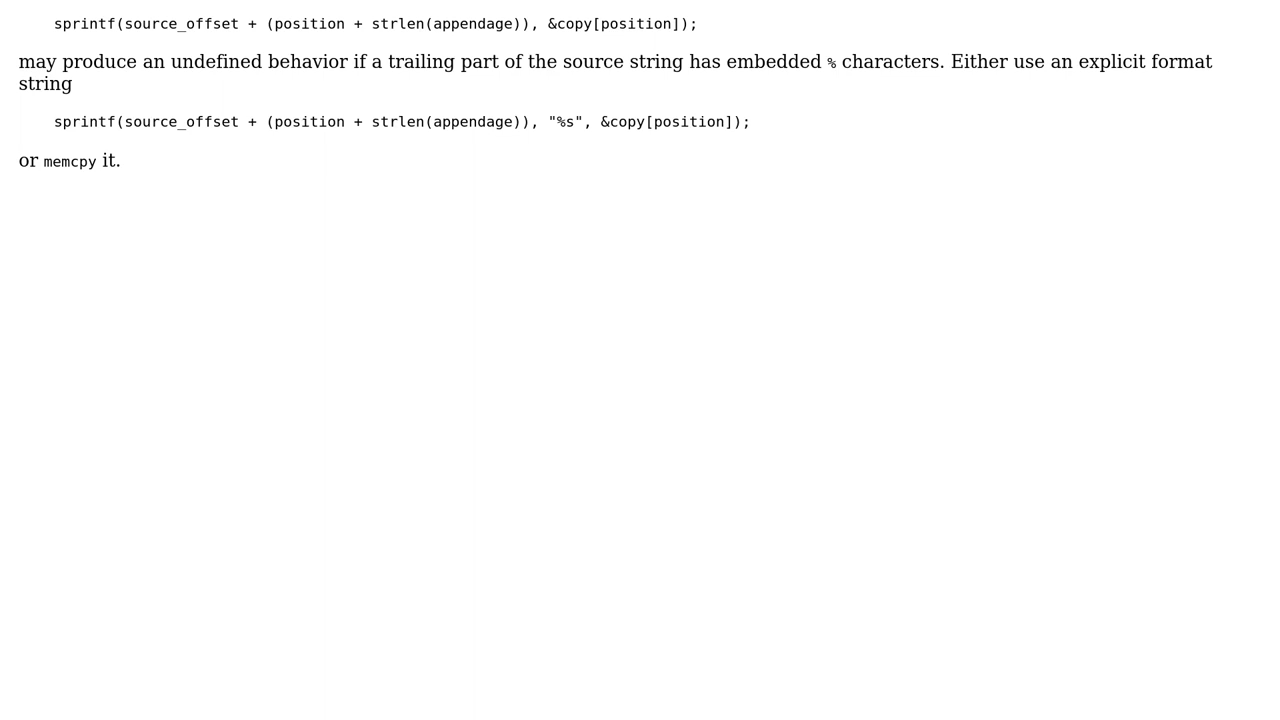 sprintf(source_offset + (position + strlen(appendage)), &copy[position]);
may produce an undefined behavior if a trailing part of the source string has embedded % characters. Either use an explicit format
string
sprintf(source_offset + (position + strlen(appendage)), "%s", &copy[position]);
or memcpy it.